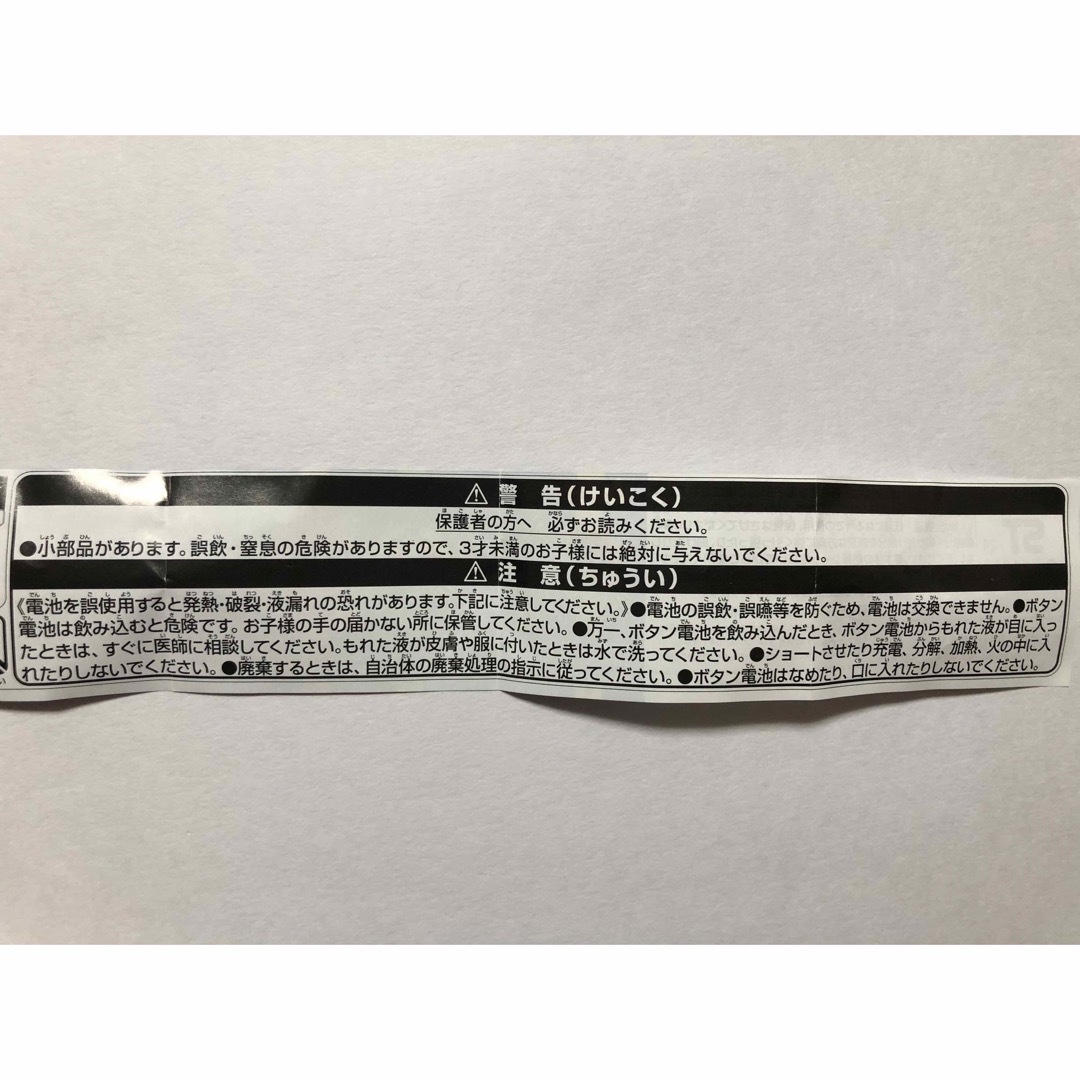 ⚠ 警 告(けいこく)
保護者の方へ 必ずお読みください。
●小部品があります。誤飲・窒息の危険がありますので、3才未満のお子様には絶対に与えないでください。
⚠ 注 意(ちゅうい)
《電池を誤使用すると発熱・破裂・液漏れの恐れがあります。下記に注意してください。》●電池の誤飲・誤嚥等を防ぐため、電池は交換できません。●ボタン
電池は飲み込むと危険です。お子様の手の届かない所に保管してください。●万一、ボタン電池を飲み込んだとき、ボタン電池からもれた液が目に入っ
たときは、すぐに医師に相談してください。もれた液が皮膚や服に付いたときは水で洗ってください。●ショートさせたり充電、分解、加熱、火の中に入
れたりしないでください。●廃棄するときは、自治体の廃棄処理の指示に従ってください。●ボタン電池はなめたり、口に入れたりしないでください。